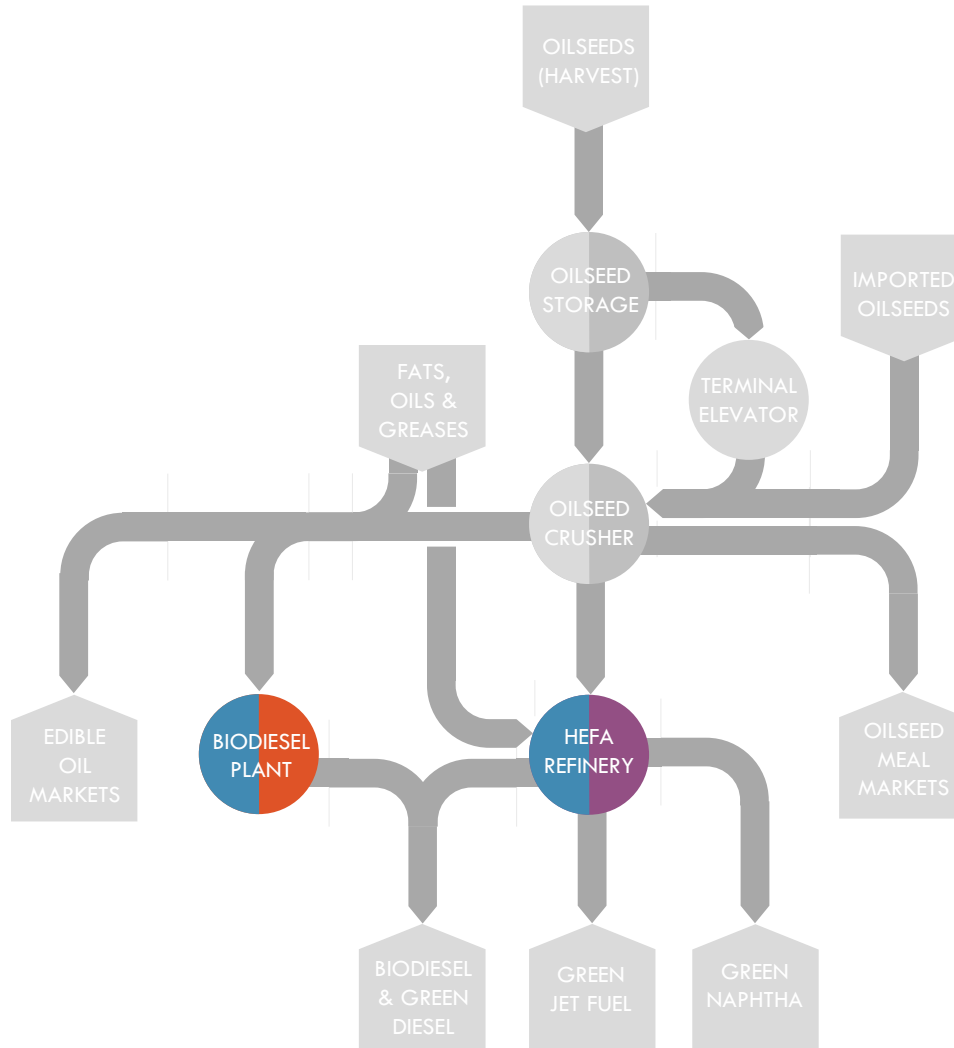 OILSEEDS
(HARVEST)
OILSEED
STORAGE
IMPORTED
OILSEEDS
FATS,
OILS &
GREASES
TERMINAL
ELEVATOR
OILSEED
CRUSHER
EDIBLE
OIL
MARKETS
BIODIESEL
PLANT
HEFA
REFINERY
OILSEED
MEAL
MARKETS
BIODIESEL
& GREEN
DIESEL
GREEN
JET FUEL
GREEN
NAPHTHA